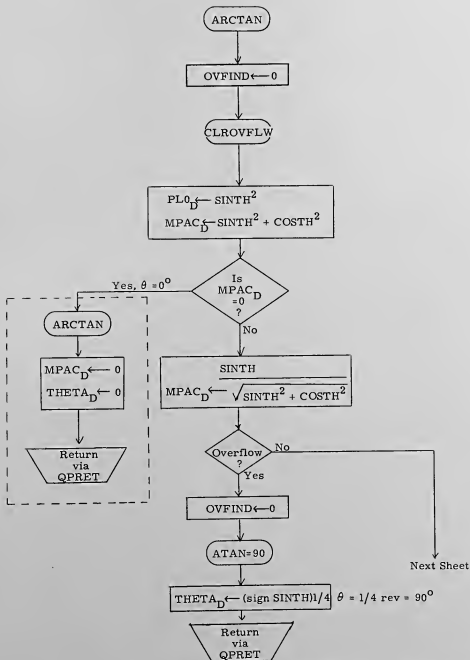 ARCTAN
OVFIND←0
CLROVFLW
PL0D← SINTH²
MPACD←SINTH² + COSTH²
Is
MPACD
=0
?
Yes, θ =0°
No
ARCTAN
MPACD← 0
THETAD← 0
Return
via
QPRET
SINTH
MPACD← √SINTH² + COSTH²
Overflow
?
No
Yes
OVFIND←0
ATAN=90
Next Sheet
THETAD← (sign SINTH)1/4 θ = 1/4 rev = 90°
Return
via
QPRET